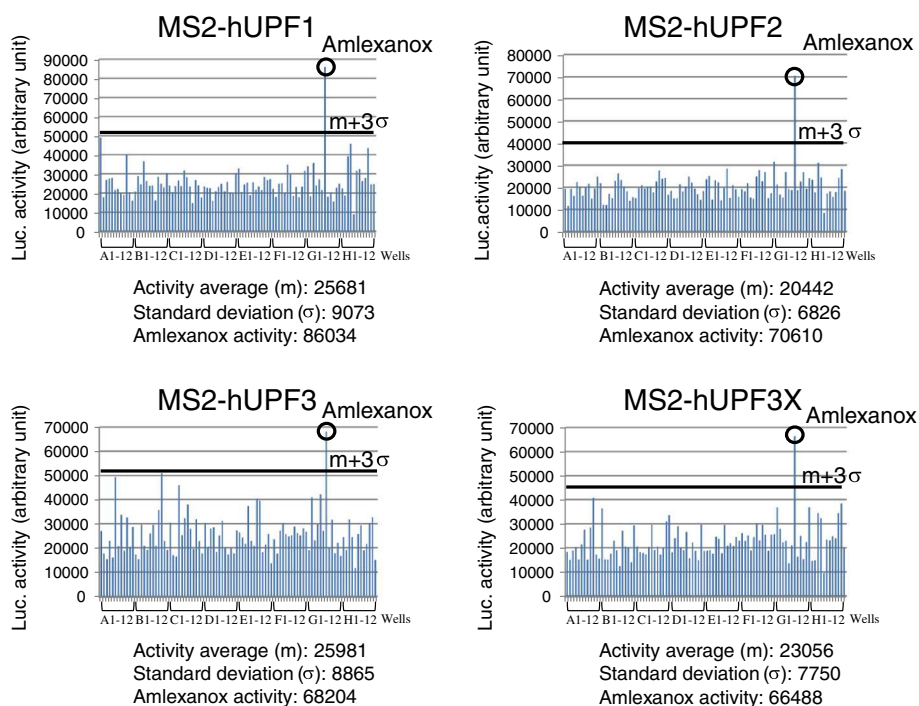 MS2-hUPF1
Amlexanox
Luc. activity (arbitrary unit)
90000
80000
70000
60000
50000
40000
30000
20000
10000
0
m+3σ
A1-12 B1-12 C1-12 D1-12 E1-12 F1-12 G1-12 H1-12 Wells
Activity average (m): 25681
Standard deviation (σ): 9073
Amlexanox activity: 86034
MS2-hUPF2
Amlexanox
Luc.activity (arbitrary unit)
80000
70000
60000
50000
40000
30000
20000
10000
0
m+3 σ
A1-12 B1-12 C1-12 D1-12 E1-12 F1-12 G1-12 H1-12 Wells
Activity average (m): 20442
Standard deviation (σ): 6826
Amlexanox activity: 70610
MS2-hUPF3
Amlexanox
Luc. activity (arbitrary unit)
70000
60000
50000
40000
30000
20000
10000
0
m+3 σ
A1-12 B1-12 C1-12 D1-12 E1-12 F1-12 G1-12 H1-12 Wells
Activity average (m): 25981
Standard deviation (σ): 8865
Amlexanox activity: 68204
MS2-hUPF3X
Amlexanox
Luc. activity (arbitrary unit)
70000
60000
50000
40000
30000
20000
10000
0
m+3σ
A1-12 B1-12 C1-12 D1-12 E1-12 F1-12 G1-12 H1-12 Wells
Activity average (m): 23056
Standard deviation (σ): 7750
Amlexanox activity: 66488